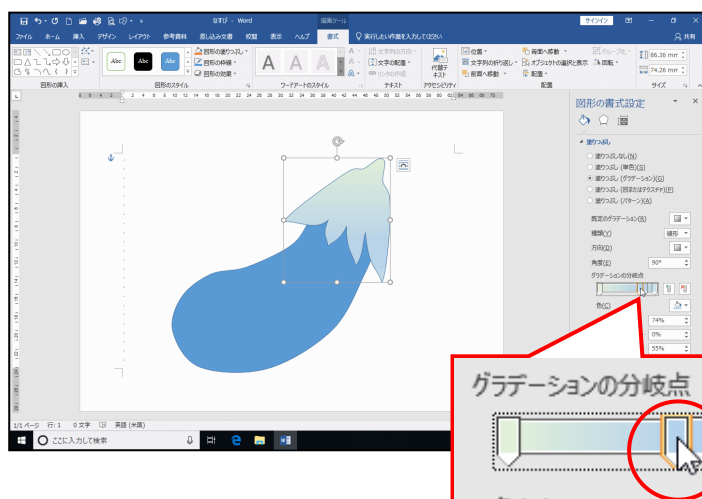 なすび - Word
描画ツール
サインイン
ファイル ホーム 挿入 デザイン レイアウト 参考資料 差し込み文書 校閲 表示 ヘルプ 書式 実行したい作業を入力してください
共有
Abc Abc Abc
図形の塗りつぶし
図形の枠線
図形の効果
A A A
文字列の方向
文字の配置
リンクの作成
代替テキスト
位置
文字列の折り返し
前面へ移動
背面へ移動
オブジェクトの選択と表示
配置
グループ化
回転
86.36 mm
74.26 mm
図形の挿入 図形のスタイル ワードアートのスタイル テキスト アクセシビリティ 配置 サイズ
図形の書式設定
塗りつぶし
塗りつぶしなし(N)
塗りつぶし (単色)(S)
塗りつぶし (グラデーション)(G)
塗りつぶし (図またはテクスチャ)(P)
塗りつぶし (パターン)(A)
既定のグラデーション(R)
種類(Y) 線形
方向(D)
角度(E) 90°
グラデーションの分岐点
色(C)
74%
0%
55%
グラデーションの分岐点
1/1 ページ 行: 1 0 文字 英語 (米国)
ここに入力して検索